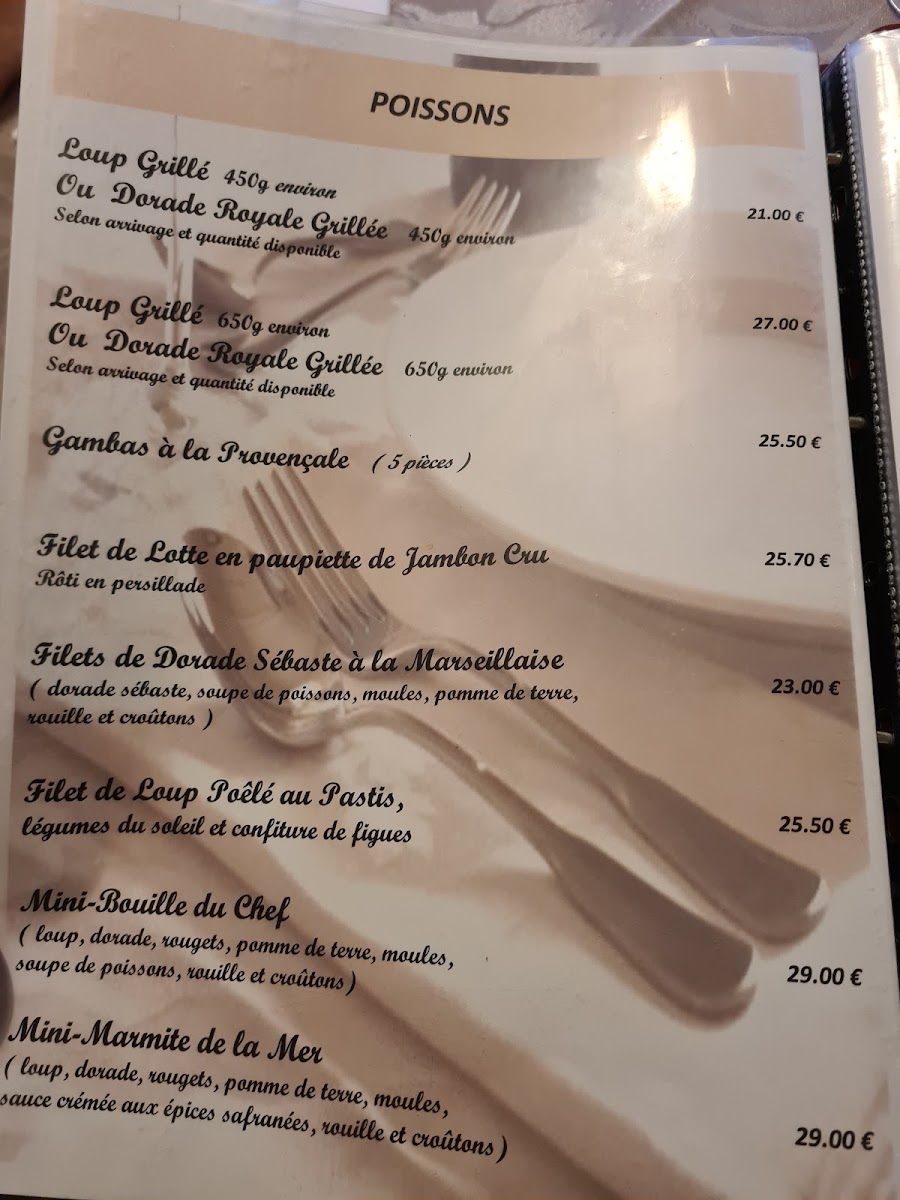 POISSONS
Loup Grillé 450g environ
Ou Dorade Royale Grillée 450g environ
Selon arrivage et quantité disponible
21.00 €
Loup Grillé 650g environ
27.00 €
Ou Dorade Royale Grillée 650g environ
Selon arrivage et quantité disponible
Gambas à la Provençale ( 5 pièces )
25.50 €
Filet de Lotte en paupiette de Jambon Cru
25.70 €
Rôti en persillade
Filets de Dorade Sébaste à la Marseillaise
23.00 €
( dorade sébaste, soupe de poissons, moules, pomme de terre,
rouille et croûtons )
Filet de Loup Poêlé au Pastis,
légumes du soleil et confiture de figues
25.50 €
Mini-Bouille du Chef
( loup, dorade, rougets, pomme de terre, moules,
soupe de poissons, rouille et croûtons )
29.00 €
Mini-Marmite de la Mer
( loup, dorade, rougets, pomme de terre, moules,
sauce crémée aux épices safranées, rouille et croûtons )
29.00 €